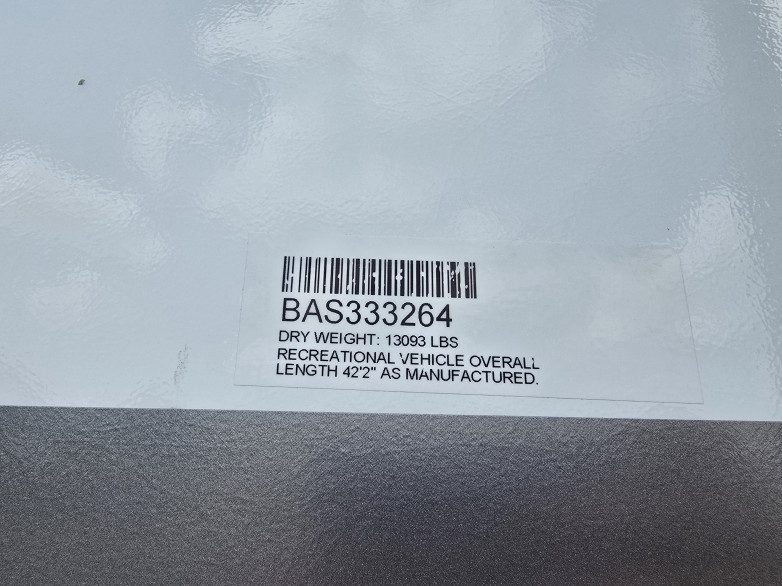 BAS333264
DRY WEIGHT: 13093 LBS
RECREATIONAL VEHICLE OVERALL
LENGTH 42'2" AS MANUFACTURED.